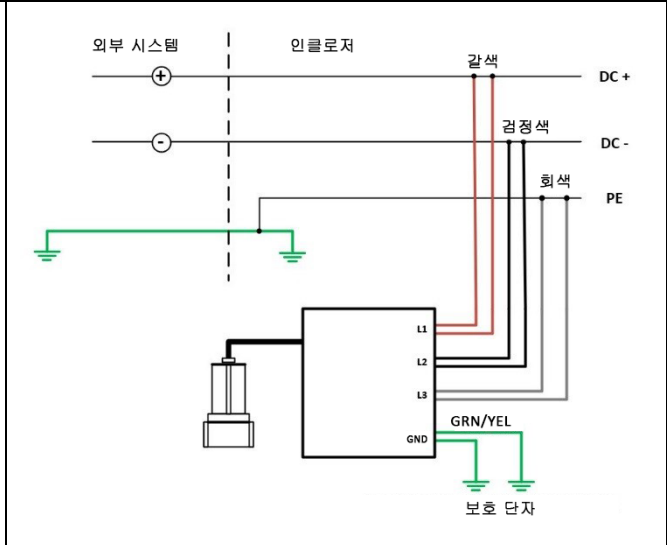 외부 시스템
인클로저
갈색
+
DC +
검정색
-
DC -
회색
PE
L1
L2
L3
GRN/YEL
GND
보호 단자